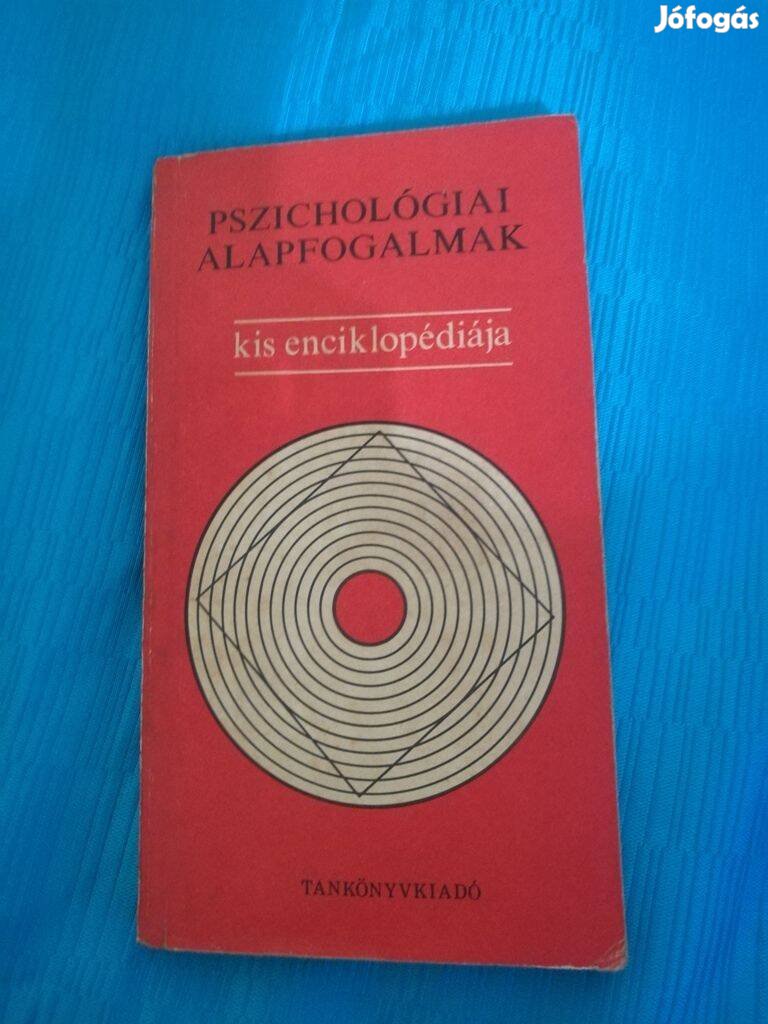 Jófogás
PSZICHOLÓGIAI
ALAPFOGALMAK
kis enciklopédiája
TANKÖNYVKIADÓ